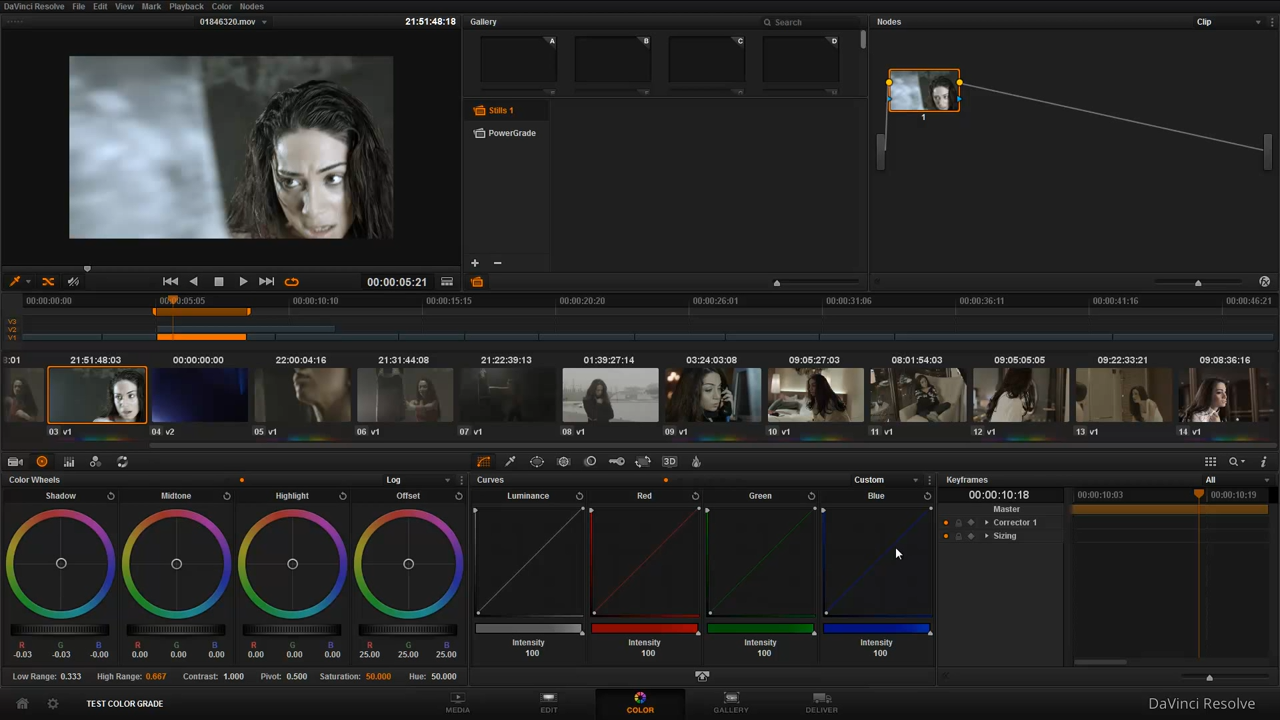 DaVinci Resolve File Edit View Mark Playback Color Nodes
01846320.mov 21:51:48:18 Gallery Search Nodes Clip
A B C D
1
Stills 1
PowerGrade
00:00:05:21
00:00:00:00 00:00:05:05 00:00:10:10 00:00:15:15 00:00:20:20 00:00:26:01 00:00:31:06 00:00:36:11 00:00:41:16 00:00:46:21
V3
V2
V1
:01 21:51:48:03 00:00:00:00 22:00:04:16 21:31:44:08 21:22:39:13 01:39:27:14 03:24:03:08 09:05:27:03 08:01:54:03 09:05:05:05 09:22:33:21 09:08:36:16
03 v1 04 v2 05 v1 06 v1 07 v1 08 v1 09 v1 10 v1 11 v1 12 v1 13 v1 14 v1
3D
Color Wheels Log Curves Custom Keyframes All
Shadow Midtone Highlight Offset Luminance Red Green Blue 00:00:10:18 00:00:10:03 00:00:10:19
Master
Corrector 1
Sizing
R G B R G B R G B R G B Intensity Intensity Intensity Intensity
-0.03 -0.03 -0.00 0.00 0.00 0.00 0.00 0.00 0.00 25.00 25.00 25.00 100 100 100 100
Low Range: 0.333 High Range: 0.667 Contrast: 1.000 Pivot: 0.500 Saturation: 50.000 Hue: 50.000
TEST COLOR GRADE MEDIA EDIT COLOR GALLERY DELIVER DaVinci Resolve